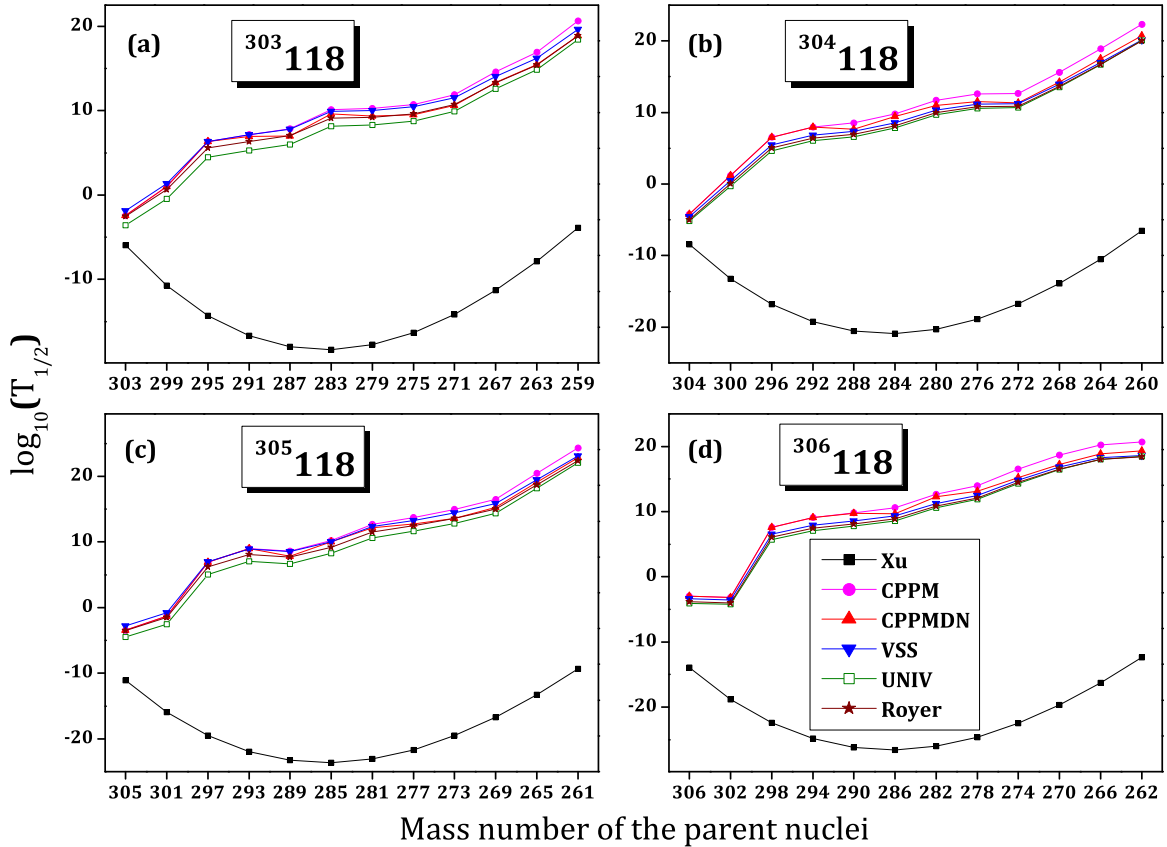 log₁₀(T₁/₂)
(a)
³⁰³118
20
10
0
-10
303 299 295 291 287 283 279 275 271 267 263 259
(b)
³⁰⁴118
20
10
0
-10
-20
304 300 296 292 288 284 280 276 272 268 264 260
(c)
³⁰⁵118
20
10
0
-10
-20
305 301 297 293 289 285 281 277 273 269 265 261
(d)
³⁰⁶118
20
10
0
-10
-20
Xu
CPPM
CPPMDN
VSS
UNIV
Royer
306 302 298 294 290 286 282 278 274 270 266 262
Mass number of the parent nuclei